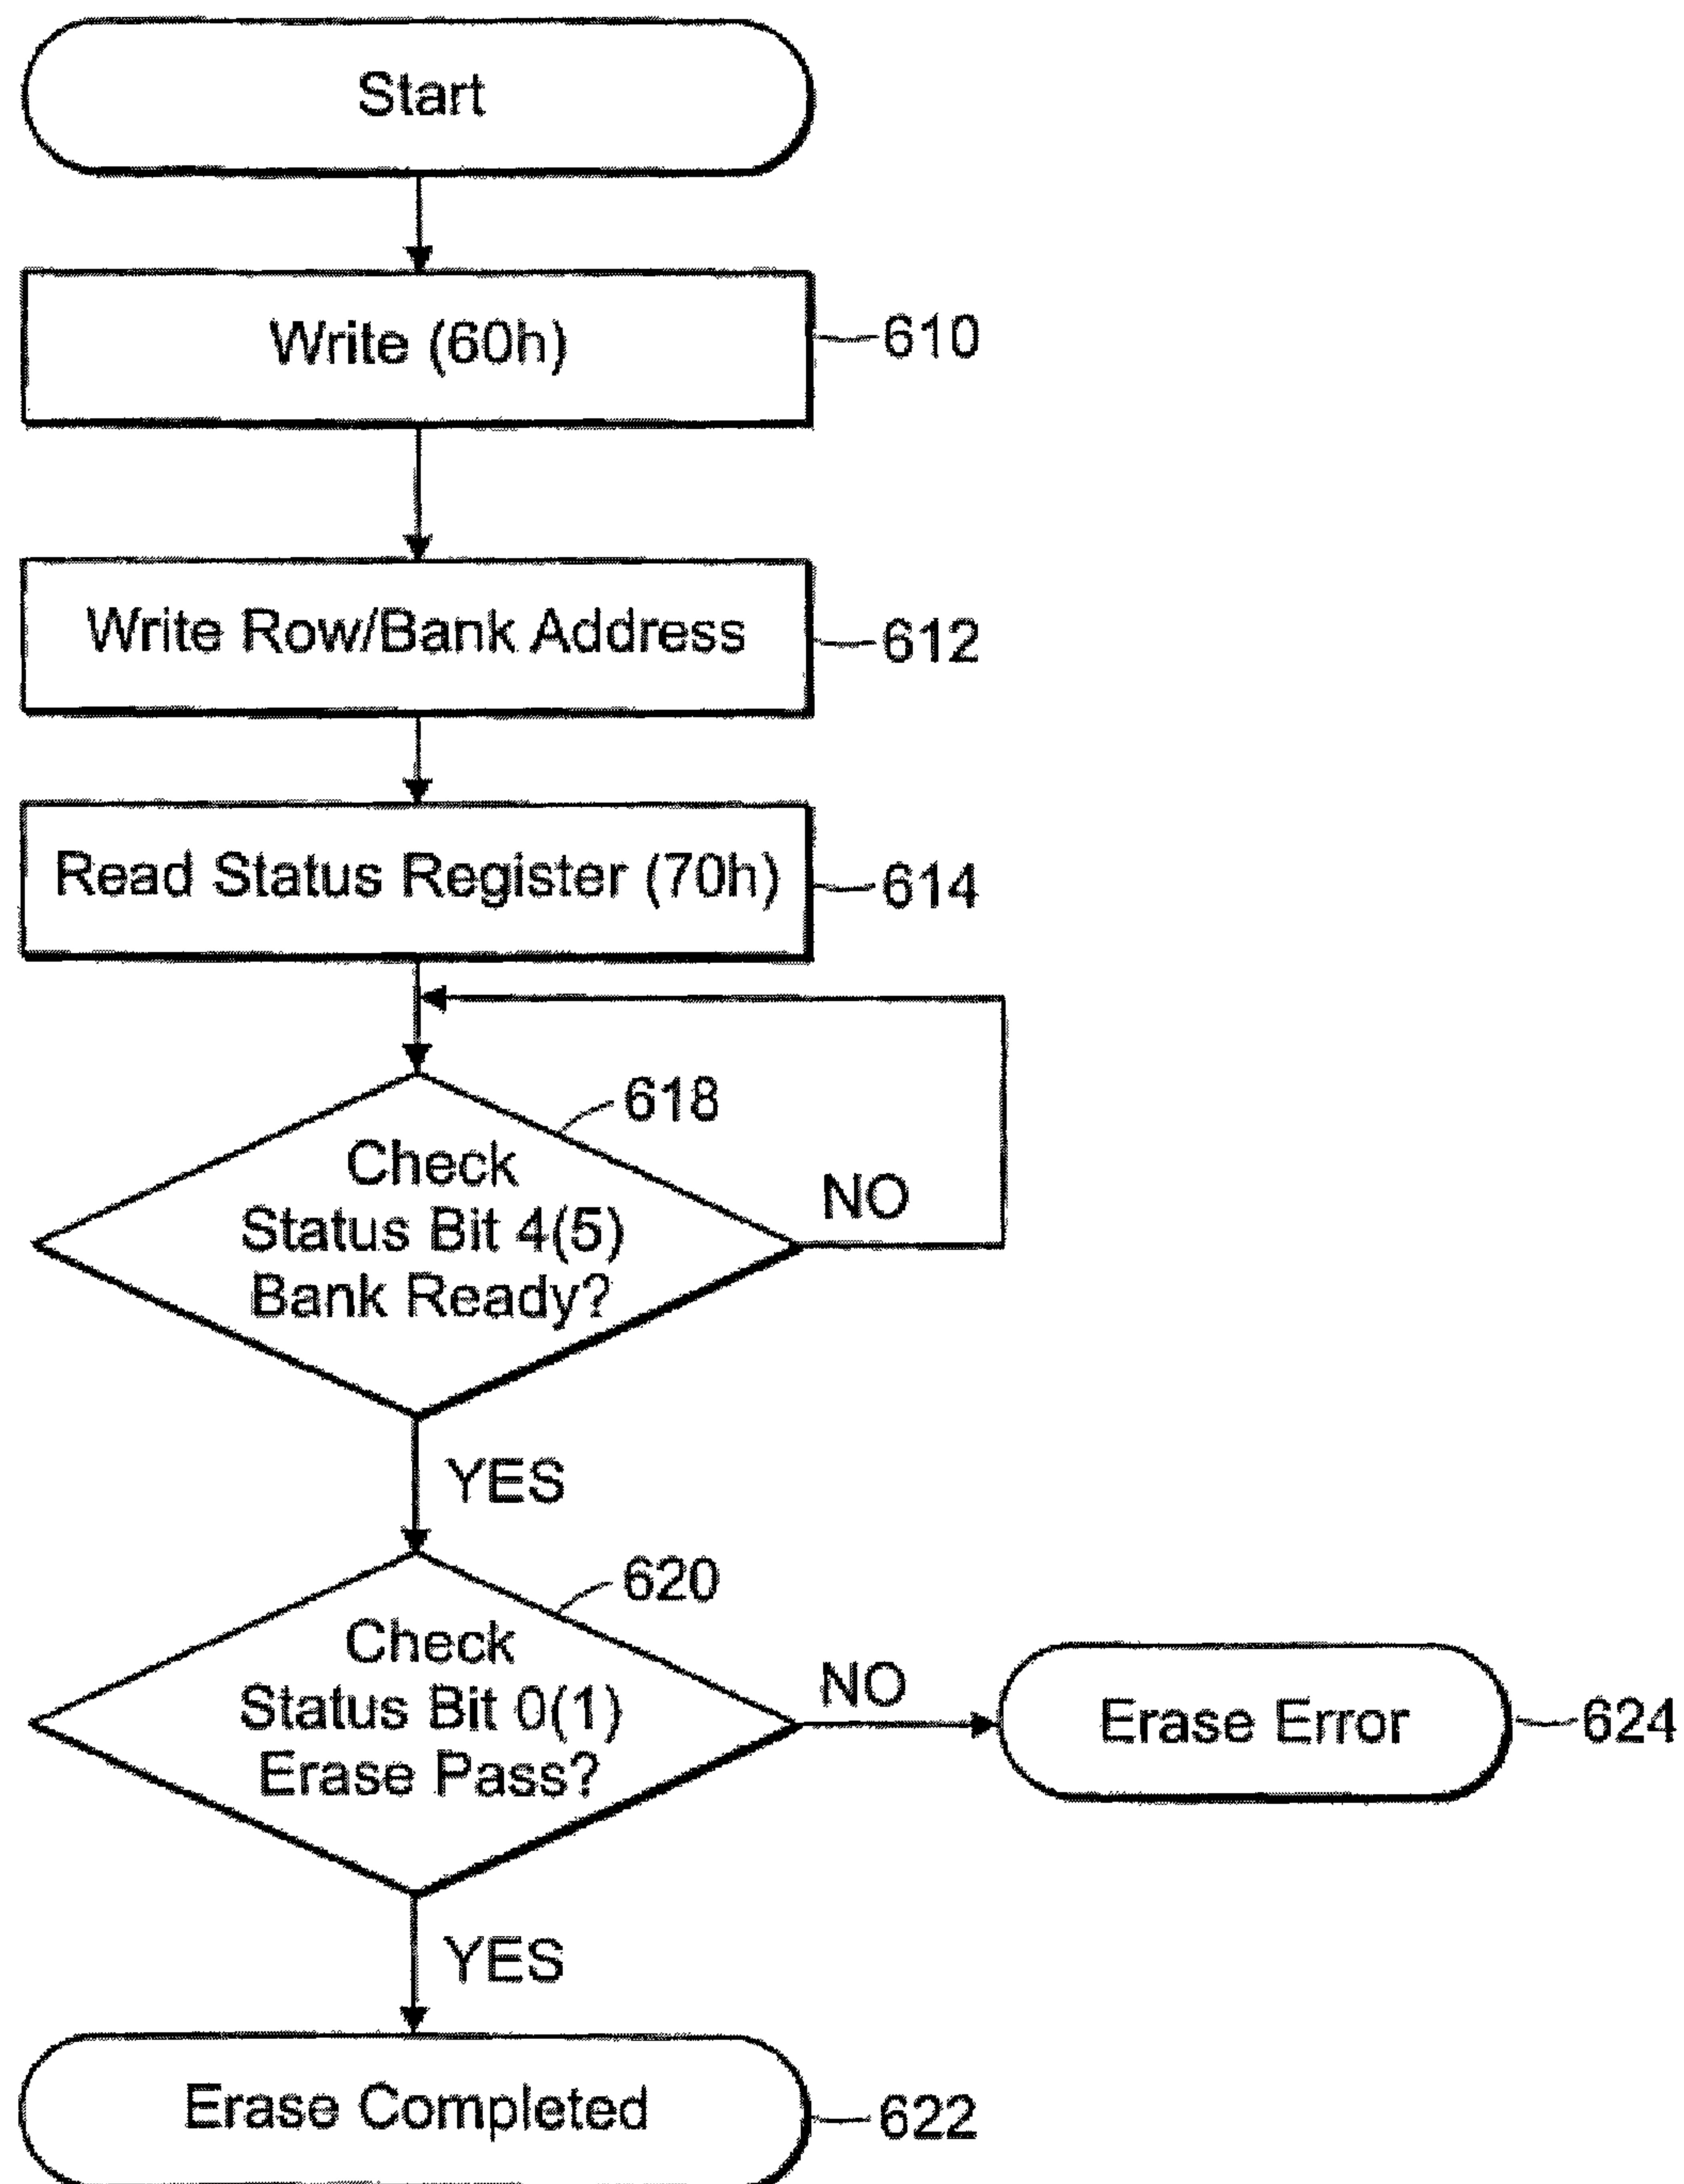 Start
Write (60h)
610
Write Row/Bank Address
612
Read Status Register (70h)
614
618
Check
Status Bit 4(5)
Bank Ready?
NO
YES
620
Check
Status Bit 0(1)
Erase Pass?
NO
Erase Error
624
YES
Erase Completed
622